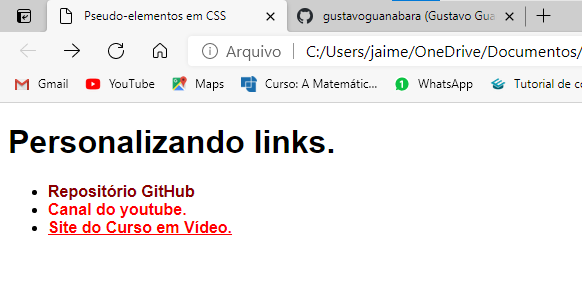 Pseudo-elementos em CSS
gustavoguanabara (Gustavo Gua
Arquivo
C:/Users/jaime/OneDrive/Documentos/
Gmail
YouTube
Maps
Curso: A Matemátic...
WhatsApp
Tutorial de c
Personalizando links.
Repositório GitHub
Canal do youtube.
Site do Curso em Vídeo.